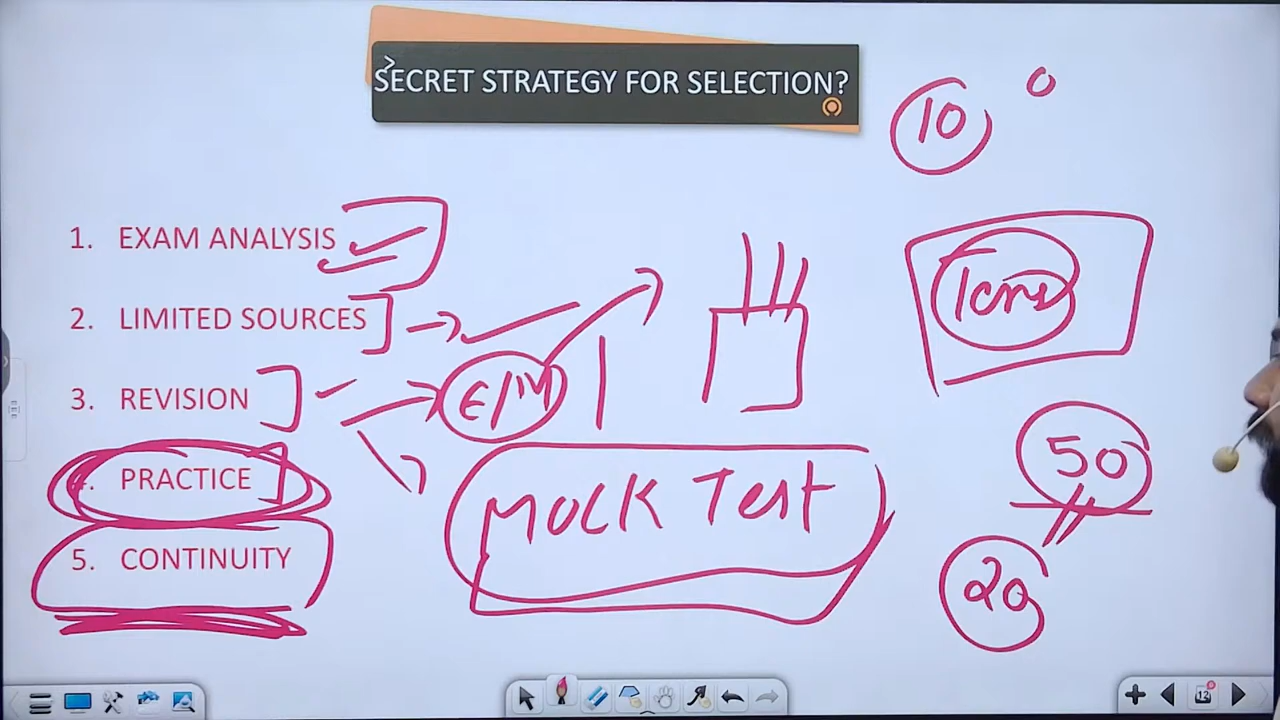 SECRET STRATEGY FOR SELECTION?
10
0
1. EXAM ANALYSIS
2. LIMITED SOURCES
3. REVISION
E/M
4. PRACTICE
50
Mock Test
5. CONTINUITY
20
12